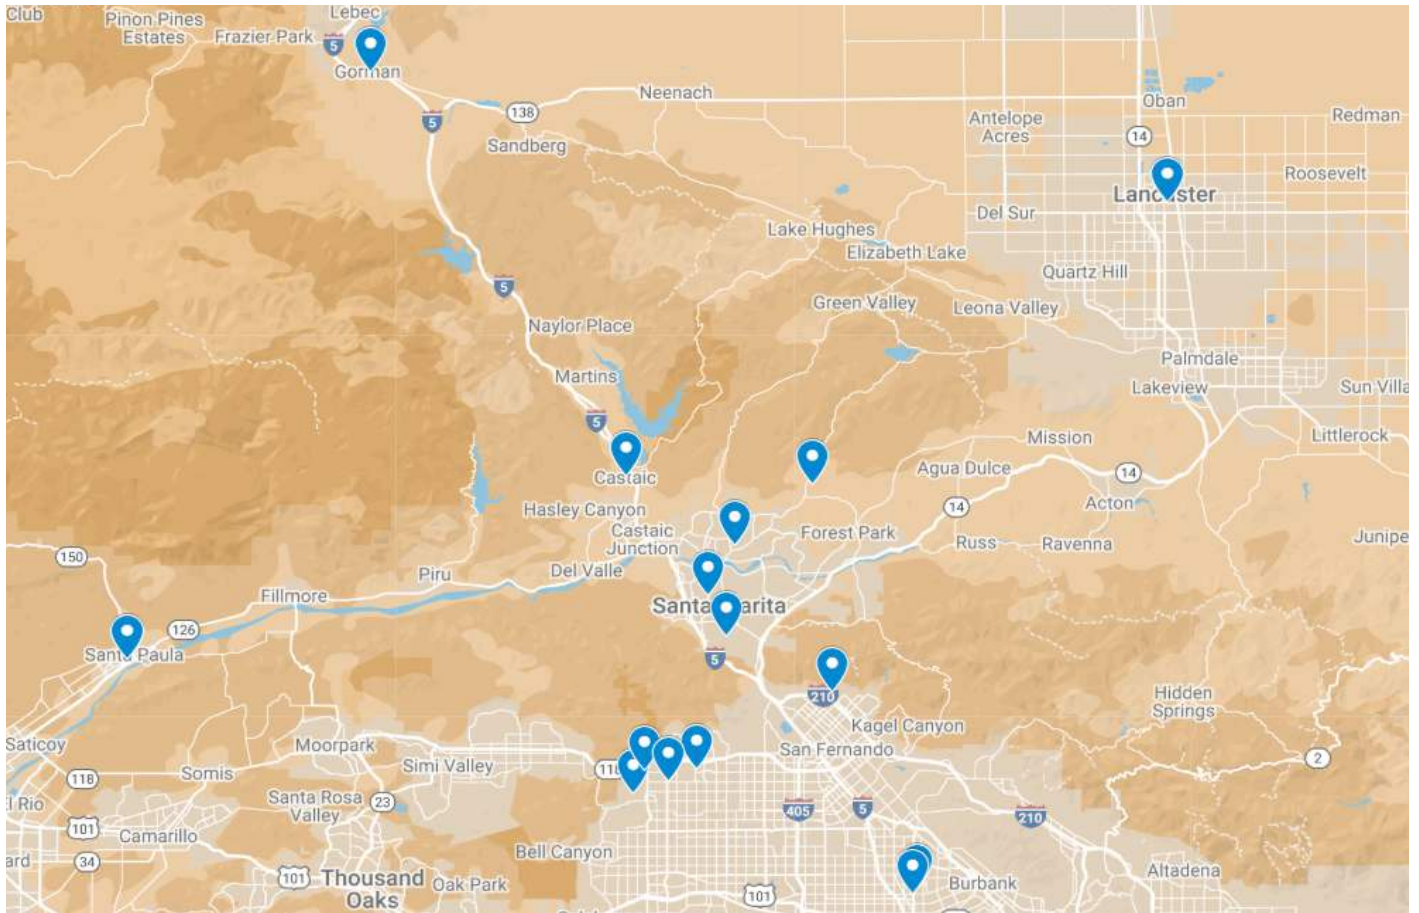 Club
Pinon Pines
Estates
Lebec
Frazier Park
5
Gorman
Neenach
138
5
Sandberg
Oban
Antelope
Acres
14
Redman
Roosevelt
Lancaster
Del Sur
Lake Hughes
Elizabeth Lake
Quartz Hill
5
Green Valley
Leona Valley
Naylor Place
Palmdale
Martins
Lakeview
Sun Villa
5
Mission
Littlerock
Castaic
Agua Dulce
14
Acton
Hasley Canyon
14
Castaic
Junction
Forest Park
Russ
Ravenna
Junipe
150
Del Valle
Piru
Fillmore
Santa Clarita
126
Santa Paula
5
210
Hidden
Springs
Kagel Canyon
Saticoy
Moorpark
San Fernando
Simi Valley
118
2
118
Somis
El Rio
Santa Rosa
Valley
23
405
5
210
101
Camarillo
Bell Canyon
ard
34
101
Thousand
Oaks
Oak Park
101
Burbank
Altadena